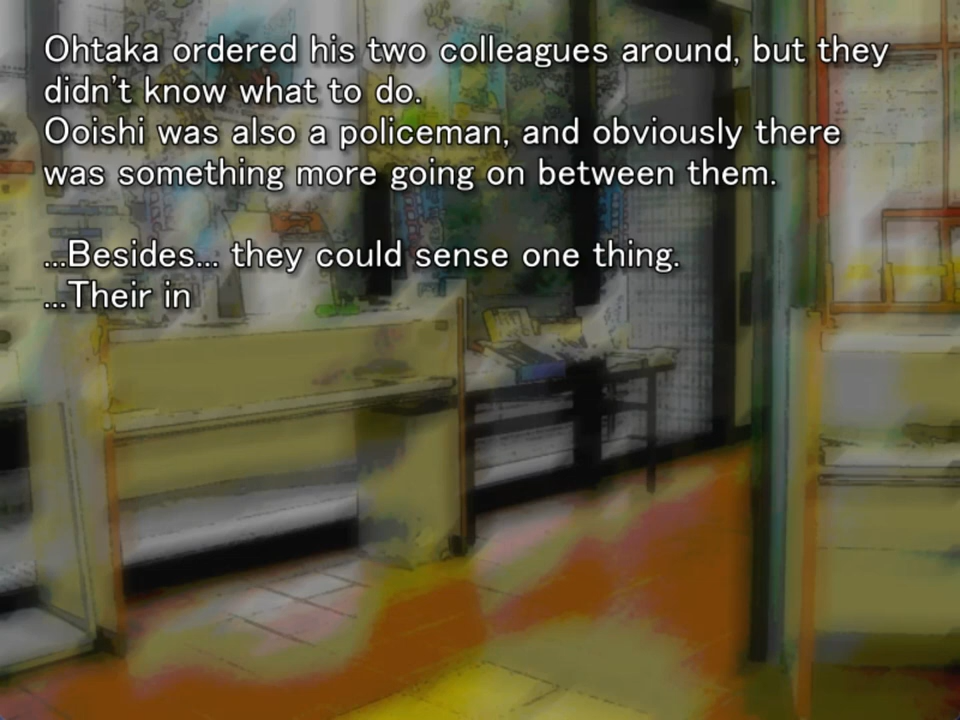 Ohtaka ordered his two colleagues around, but they
didn't know what to do.
Ooishi was also a policeman, and obviously there
was something more going on between them.
...Besides... they could sense one thing.
...Their in